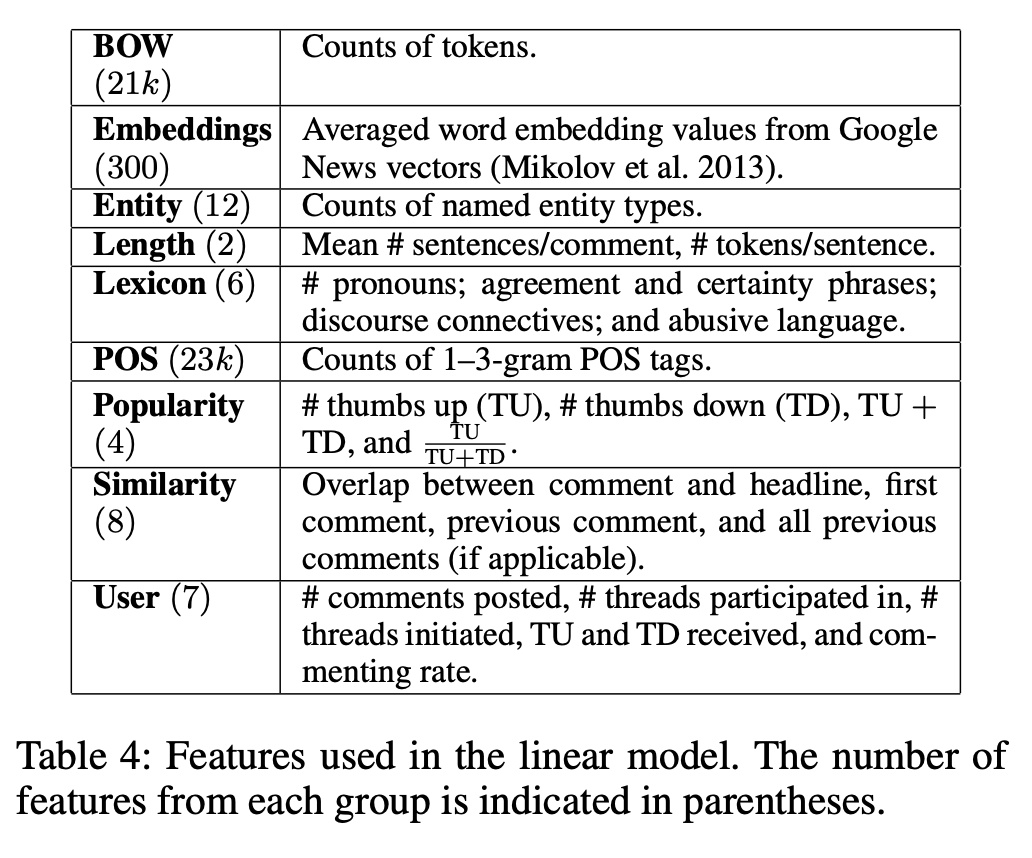 BOW Counts of tokens.
(21k)
Embeddings Averaged word embedding values from Google
(300) News vectors (Mikolov et al. 2013).
Entity (12) Counts of named entity types.
Length (2) Mean # sentences/comment, # tokens/sentence.
Lexicon (6) # pronouns; agreement and certainty phrases;
discourse connectives; and abusive language.
POS (23k) Counts of 1–3-gram POS tags.
Popularity # thumbs up (TU), # thumbs down (TD), TU +
(4) TD, and TU/TU+TD.
Similarity Overlap between comment and headline, first
(8) comment, previous comment, and all previous
comments (if applicable).
User (7) # comments posted, # threads participated in, #
threads initiated, TU and TD received, and com-
menting rate.
Table 4: Features used in the linear model. The number of
features from each group is indicated in parentheses.